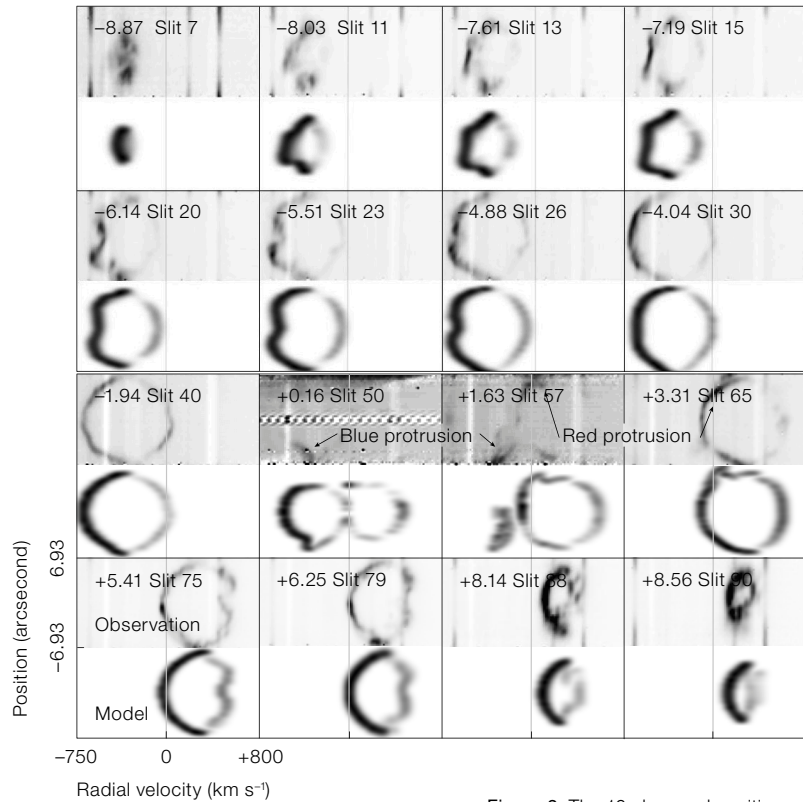 −8.87 Slit 7
−8.03 Slit 11
−7.61 Slit 13
−7.19 Slit 15
−6.14 Slit 20
−5.51 Slit 23
−4.88 Slit 26
−4.04 Slit 30
−1.94 Slit 40
+0.16 Slit 50
+1.63 Slit 57
+3.31 Slit 65
Blue protrusion
Red protrusion
+5.41 Slit 75
+6.25 Slit 79
+8.14 Slit 88
+8.56 Slit 90
Observation
Model
Position (arcsecond)
6.93
−6.93
−750
0
+800
Radial velocity (km s⁻¹)